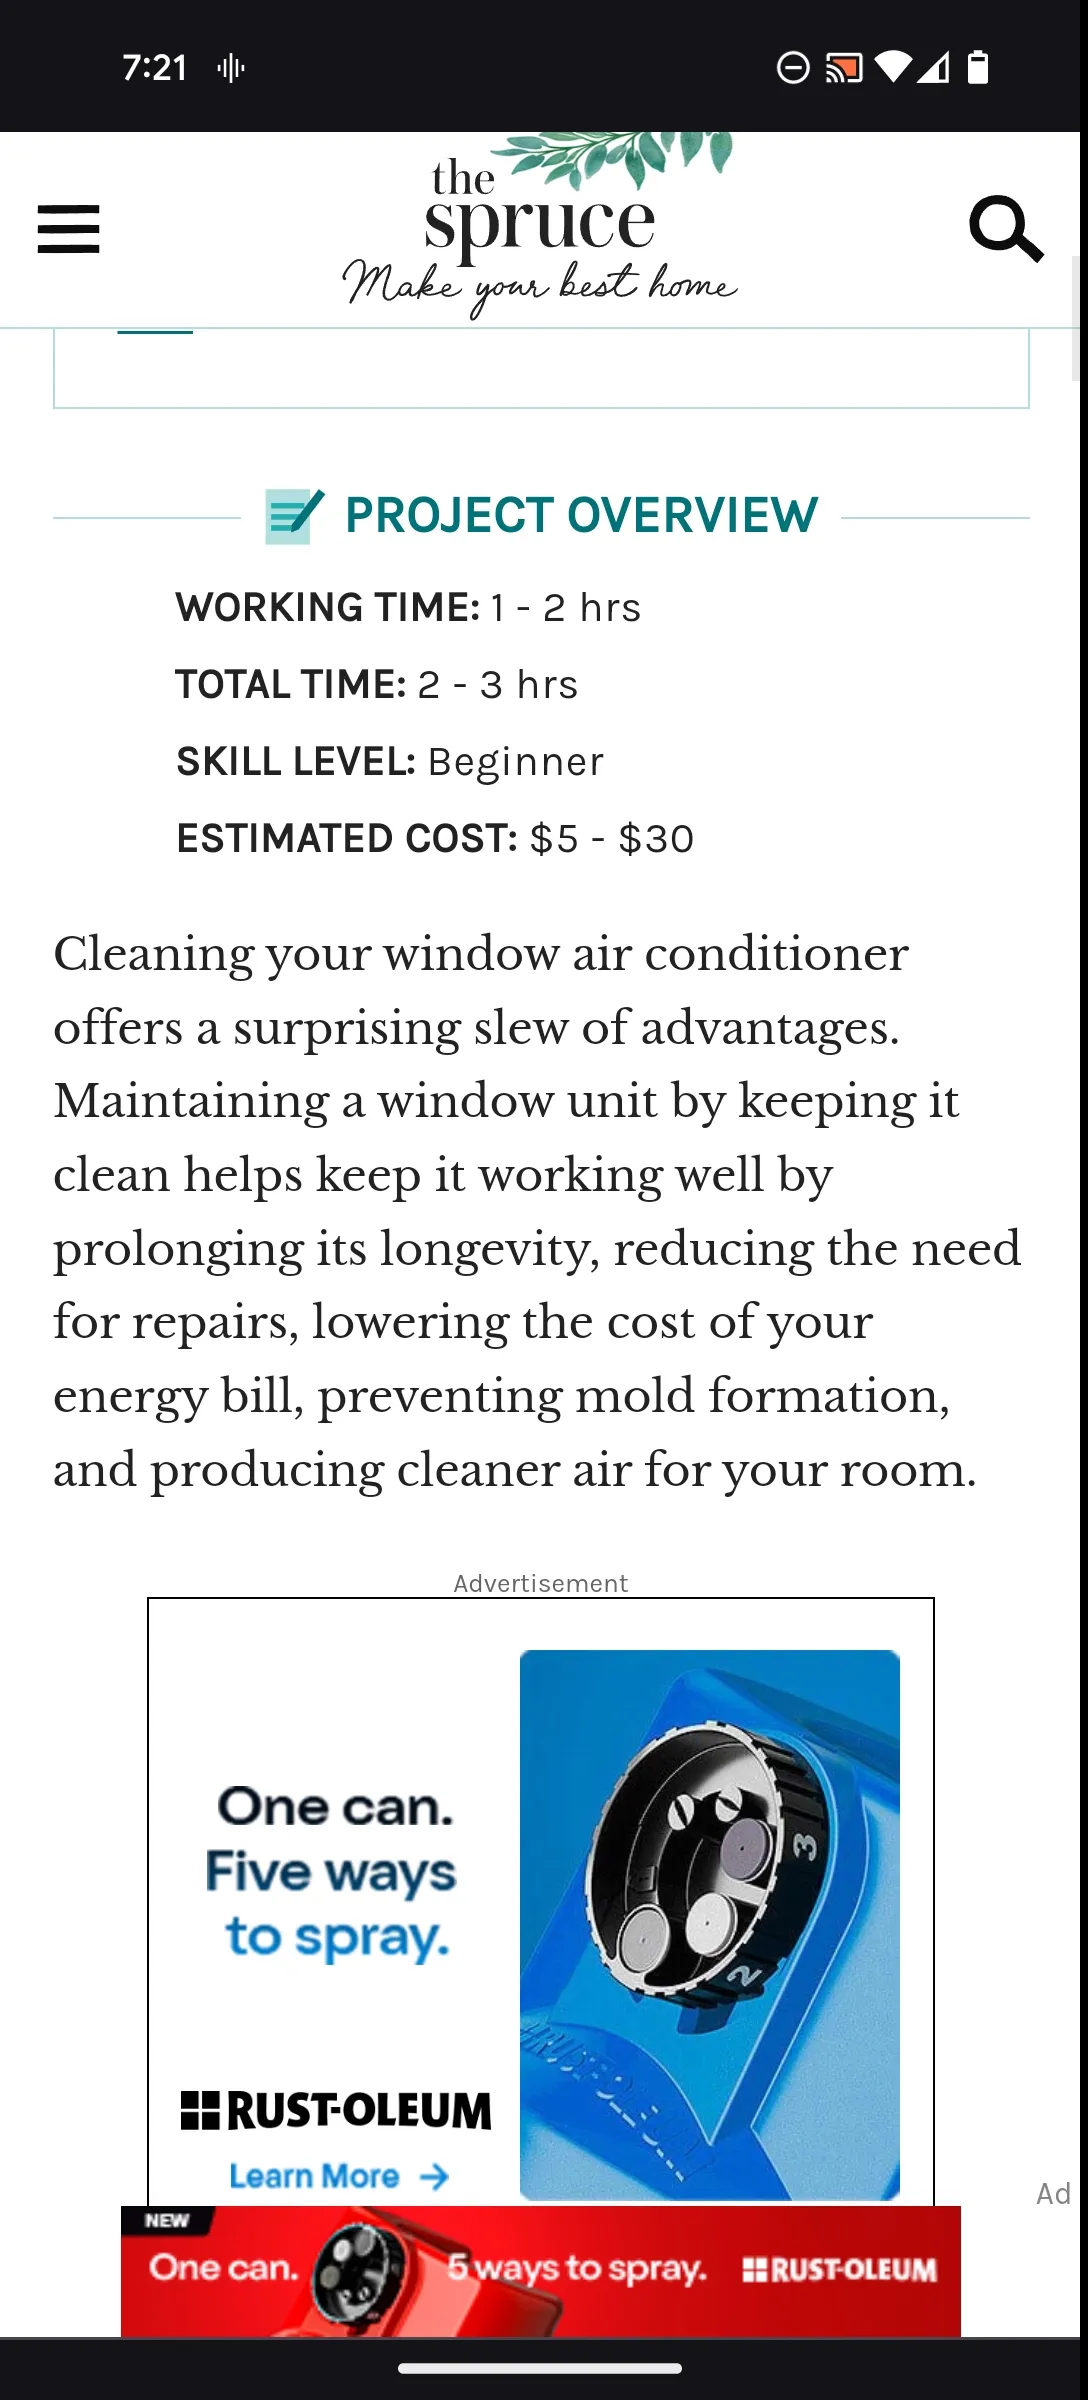 7:21
the
spruce
Make your best home
PROJECT OVERVIEW
WORKING TIME: 1 - 2 hrs
TOTAL TIME: 2 - 3 hrs
SKILL LEVEL: Beginner
ESTIMATED COST: $5 - $30
Cleaning your window air conditioner
offers a surprising slew of advantages.
Maintaining a window unit by keeping it
clean helps keep it working well by
prolonging its longevity, reducing the need
for repairs, lowering the cost of your
energy bill, preventing mold formation,
and producing cleaner air for your room.
Advertisement
One can.
Five ways
to spray.
3
2
RUST-OLEUM
RUST-OLEUM
Learn More
Ad
NEW
One can. 5 ways to spray. RUST-OLEUM